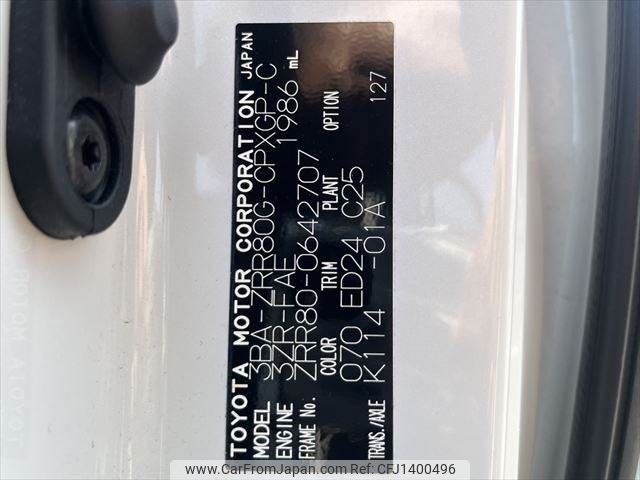 TOYOTA MOTOR CORPORATION JAPAN
MODEL 3BA-ZRR80G-CPXGP-C
ENGINE 3ZR-FAE 1986 mL
FRAME No. ZRR80-0642707
COLOR TRIM PLANT OPTION
070 ED24 C25 127
TRANS./AXLE K114 -01A
www.carfromjapan.com Ref No: CFJ1400496